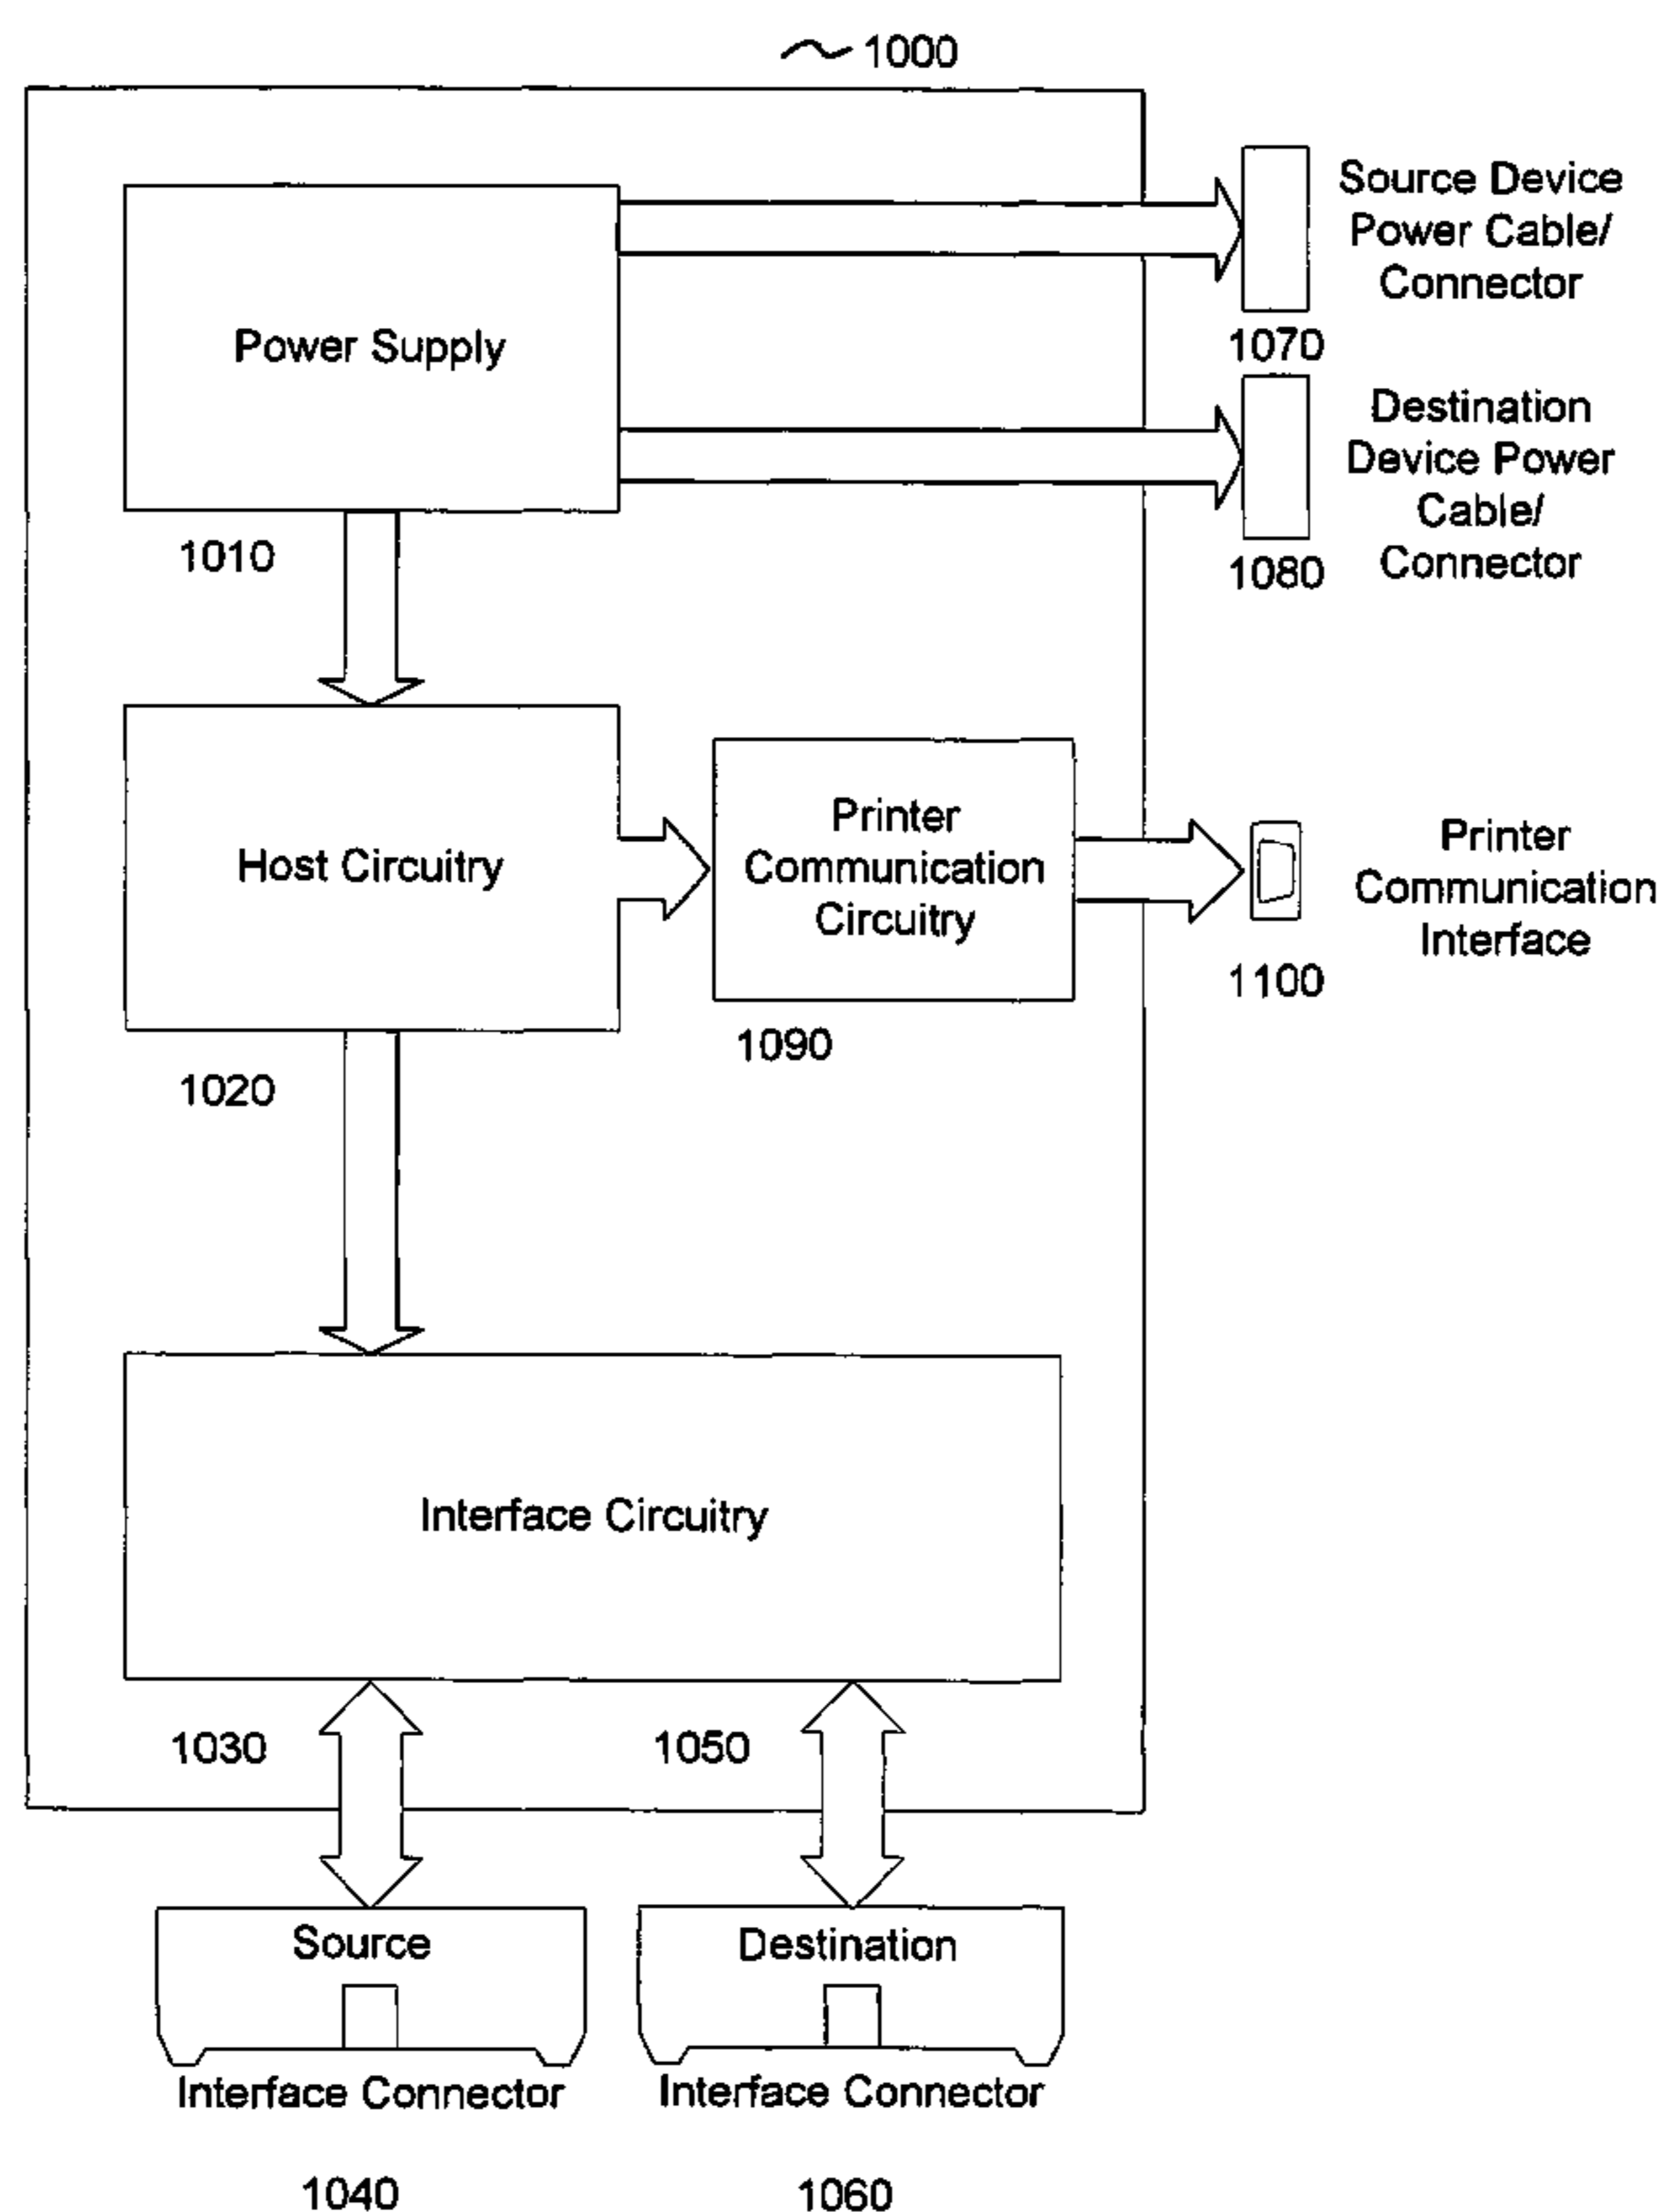 1000
Power Supply
1010
Source Device
Power Cable/
Connector
1070
Destination
Device Power
Cable/
Connector
1080
Host Circuitry
1020
Printer
Communication
Circuitry
1090
Printer
Communication
Interface
1100
Interface Circuitry
1030
1050
Source
Interface Connector
1040
Destination
Interface Connector
1060